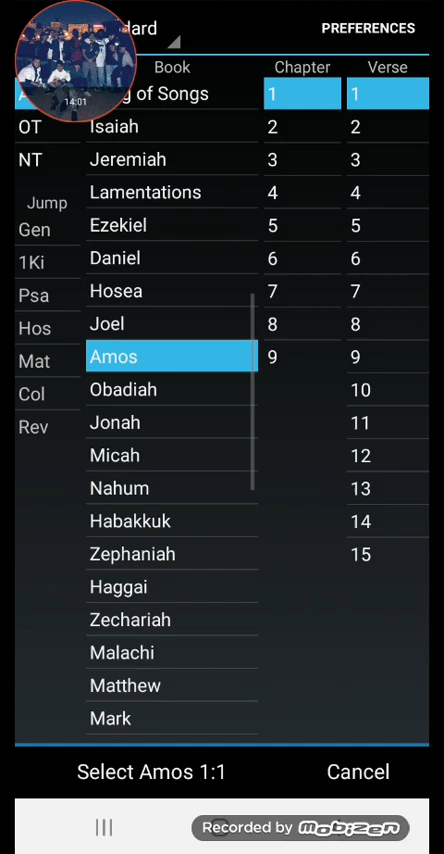 dard
PREFERENCES
Book
Chapter
Verse
A
g of Songs
1
1
OT
Isaiah
2
2
NT
Jeremiah
3
3
Jump
Lamentations
4
4
Gen
Ezekiel
5
5
1Ki
Daniel
6
6
Psa
Hosea
7
7
Hos
Joel
8
8
Mat
Amos
9
9
Col
Obadiah
10
Rev
Jonah
11
Micah
12
Nahum
13
Habakkuk
14
Zephaniah
15
Haggai
Zechariah
Malachi
Matthew
Mark
14:01
Select Amos 1:1
Cancel
Recorded by mobizen